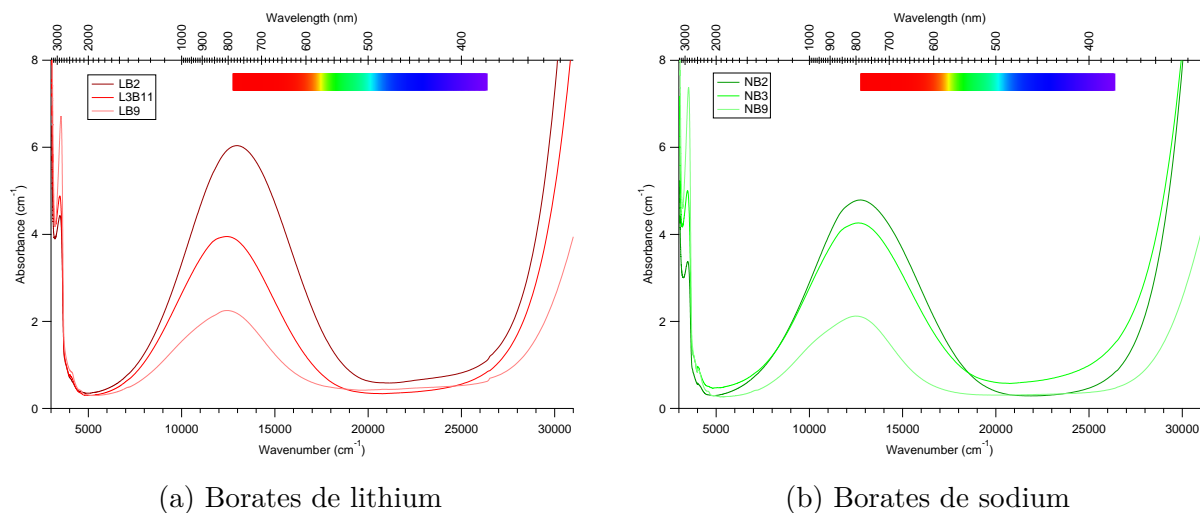 Wavelength (nm)
3000 2000 1000 900 800 700 600 500 400
8
6
4
2
0
Absorbance (cm⁻¹)
LB2
L3B11
LB9
5000 10000 15000 20000 25000 30000
Wavenumber (cm⁻¹)
(a) Borates de lithium
Wavelength (nm)
3000 2000 1000 900 800 700 600 500 400
8
6
4
2
0
Absorbance (cm⁻¹)
NB2
NB3
NB9
5000 10000 15000 20000 25000 30000
Wavenumber (cm⁻¹)
(b) Borates de sodium